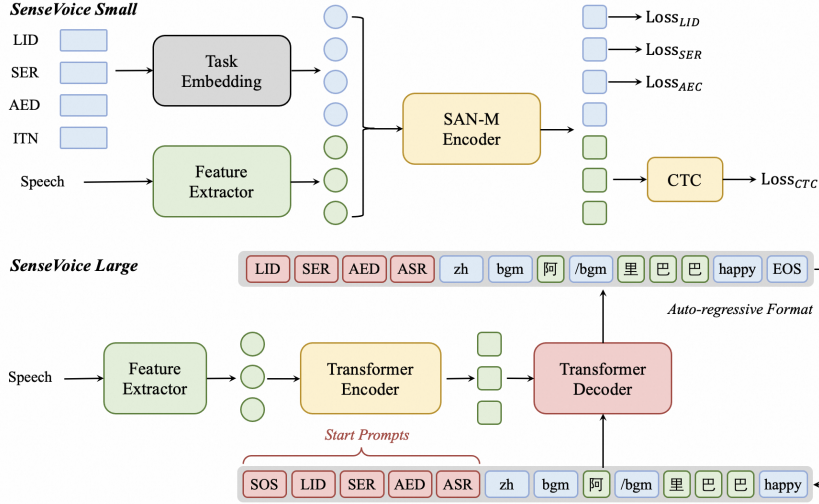 SenseVoice Small
LID
SER
AED
ITN
Speech
Task
Embedding
Feature
Extractor
SAN-M
Encoder
Loss_LID
Loss_SER
Loss_AEC
CTC
Loss_CTC
SenseVoice Large
LID SER AED ASR zh bgm 阿 /bgm 里 巴 巴 happy EOS
Auto-regressive Format
Speech
Feature
Extractor
Transformer
Encoder
Transformer
Decoder
Start Prompts
SOS LID SER AED ASR zh bgm 阿 /bgm 里 巴 巴 happy